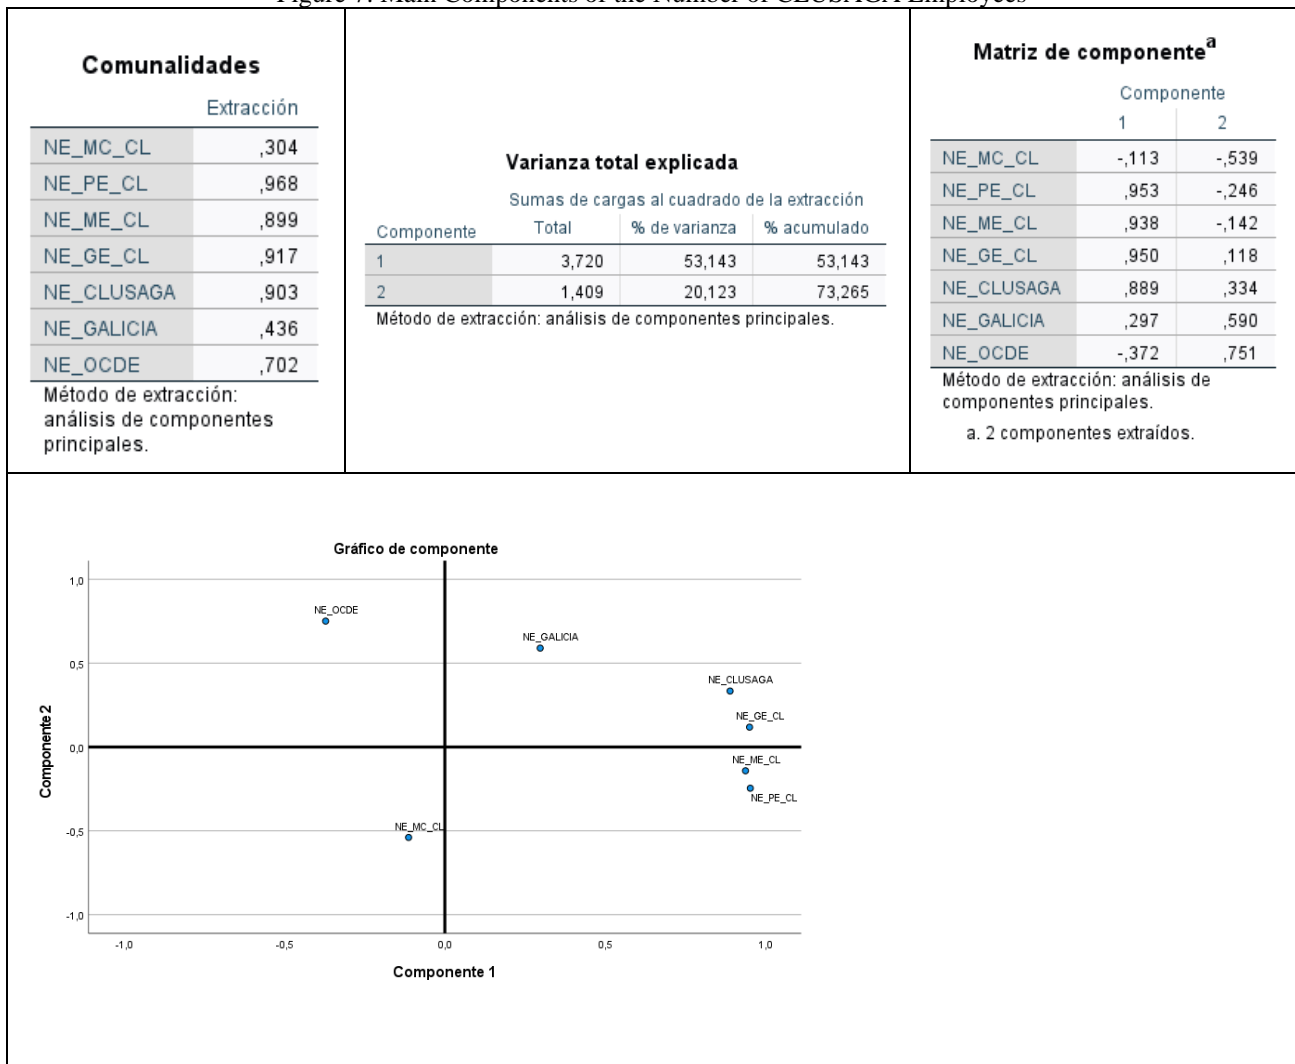 Figure 7. Main Components of the Number of CLUSAGA Employees
Comunalidades
Extracción
NE_MC_CL ,304
NE_PE_CL ,968
NE_ME_CL ,899
NE_GE_CL ,917
NE_CLUSAGA ,903
NE_GALICIA ,436
NE_OCDE ,702
Método de extracción:
análisis de componentes
principales.
Varianza total explicada
Sumas de cargas al cuadrado de la extracción
Componente Total % de varianza % acumulado
1 3,720 53,143 53,143
2 1,409 20,123 73,265
Método de extracción: análisis de componentes principales.
Matriz de componenteª
Componente
1 2
NE_MC_CL -,113 -,539
NE_PE_CL ,953 -,246
NE_ME_CL ,938 -,142
NE_GE_CL ,950 ,118
NE_CLUSAGA ,889 ,334
NE_GALICIA ,297 ,590
NE_OCDE -,372 ,751
Método de extracción: análisis de
componentes principales.
a. 2 componentes extraídos.
Gráfico de componente
1,0
NE_OCDE
NE_GALICIA
0,5
NE_CLUSAGA
NE_GE_CL
0,0
NE_ME_CL
NE_PE_CL
NE_MC_CL
-0,5
-1,0
Componente 2
-1,0 -0,5 0,0 0,5 1,0
Componente 1